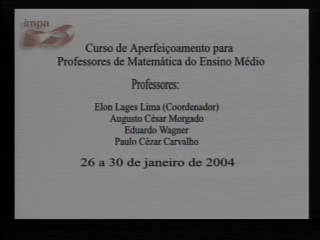 impa
Curso de Aperfeiçoamento para
Professores de Matemática do Ensino Médio
Professores:
Elon Lages Lima (Coordenador)
Augusto César Morgado
Eduardo Wagner
Paulo Cézar Carvalho
26 a 30 de janeiro de 2004